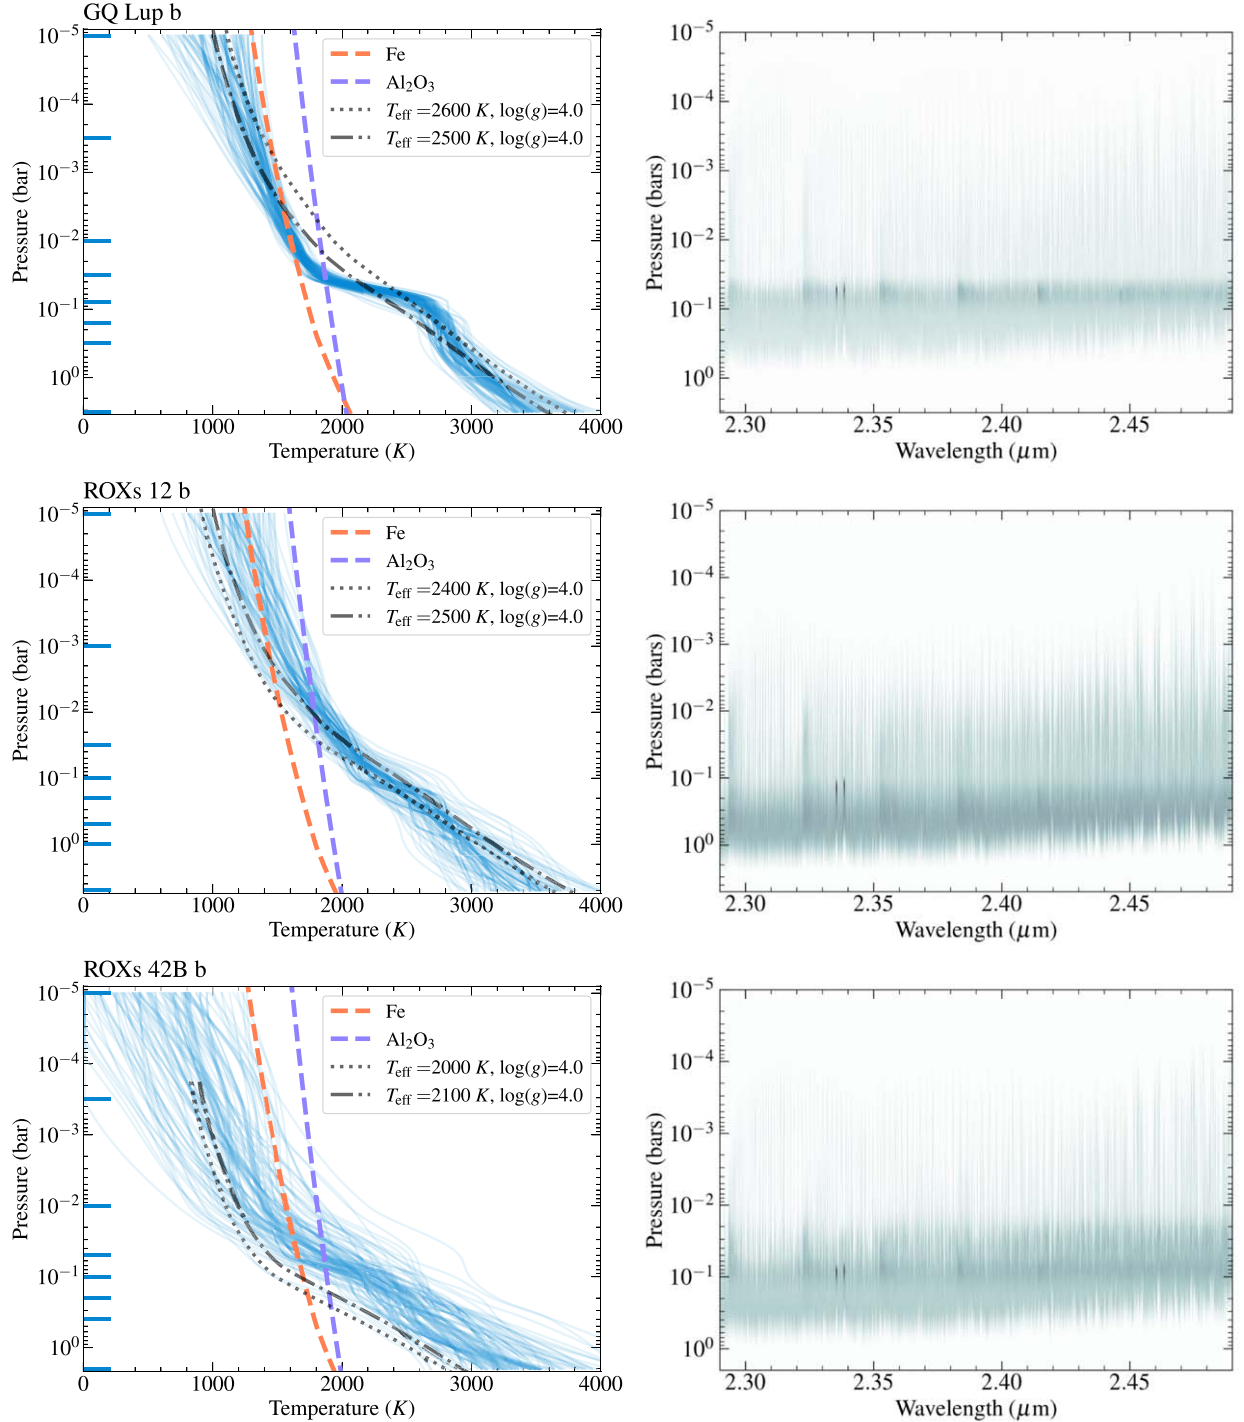 GQ Lup b
10⁻⁵
10⁻⁴
10⁻³
10⁻²
10⁻¹
10⁰
Pressure (bar)
Fe
Al₂O₃
T_eff = 2600 K, log(g)=4.0
T_eff = 2500 K, log(g)=4.0
0 1000 2000 3000 4000
Temperature (K)
10⁻⁵
10⁻⁴
10⁻³
10⁻²
10⁻¹
10⁰
Pressure (bars)
2.30 2.35 2.40 2.45
Wavelength (μm)
ROXs 12 b
10⁻⁵
10⁻⁴
10⁻³
10⁻²
10⁻¹
10⁰
Pressure (bar)
Fe
Al₂O₃
T_eff = 2400 K, log(g)=4.0
T_eff = 2500 K, log(g)=4.0
0 1000 2000 3000 4000
Temperature (K)
10⁻⁵
10⁻⁴
10⁻³
10⁻²
10⁻¹
10⁰
Pressure (bars)
2.30 2.35 2.40 2.45
Wavelength (μm)
ROXs 42B b
10⁻⁵
10⁻⁴
10⁻³
10⁻²
10⁻¹
10⁰
Pressure (bar)
Fe
Al₂O₃
T_eff = 2000 K, log(g)=4.0
T_eff = 2100 K, log(g)=4.0
0 1000 2000 3000 4000
Temperature (K)
10⁻⁵
10⁻⁴
10⁻³
10⁻²
10⁻¹
10⁰
Pressure (bars)
2.30 2.35 2.40 2.45
Wavelength (μm)